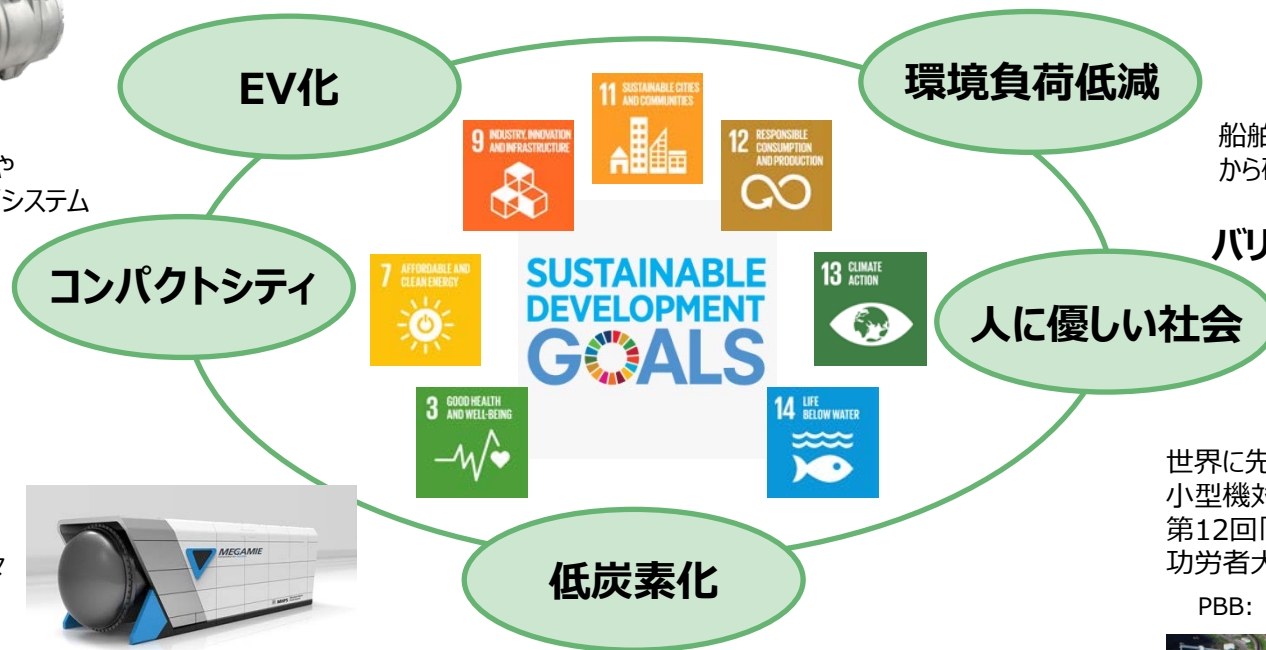 EV化
環境負荷低減
11 SUSTAINABLE CITIES
AND COMMUNITIES
9 INDUSTRY, INNOVATION
AND INFRASTRUCTURE
12 RESPONSIBLE
CONSUMPTION
AND PRODUCTION
船舶
から
や
システム
バリ
コンパクトシティ
7 AFFORDABLE AND
CLEAN ENERGY
SUSTAINABLE
DEVELOPMENT
GOALS
13 CLIMATE
ACTION
人に優しい社会
3 GOOD HEALTH
AND WELL-BEING
14 LIFE
BELOW WATER
世界に先
小型機対
第12回「
功労者大
PBB:
MEGAMIE
低炭素化